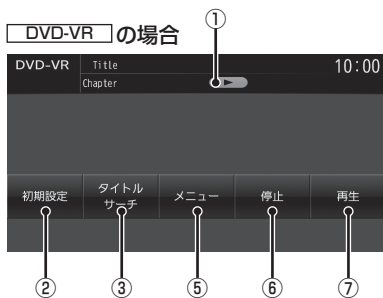 ①
DVD-VR の場合
DVD-VR Title 10:00
Chapter
初期設定 タイトルサーチ メニュー 停止 再生
② ③ ⑤ ⑥ ⑦